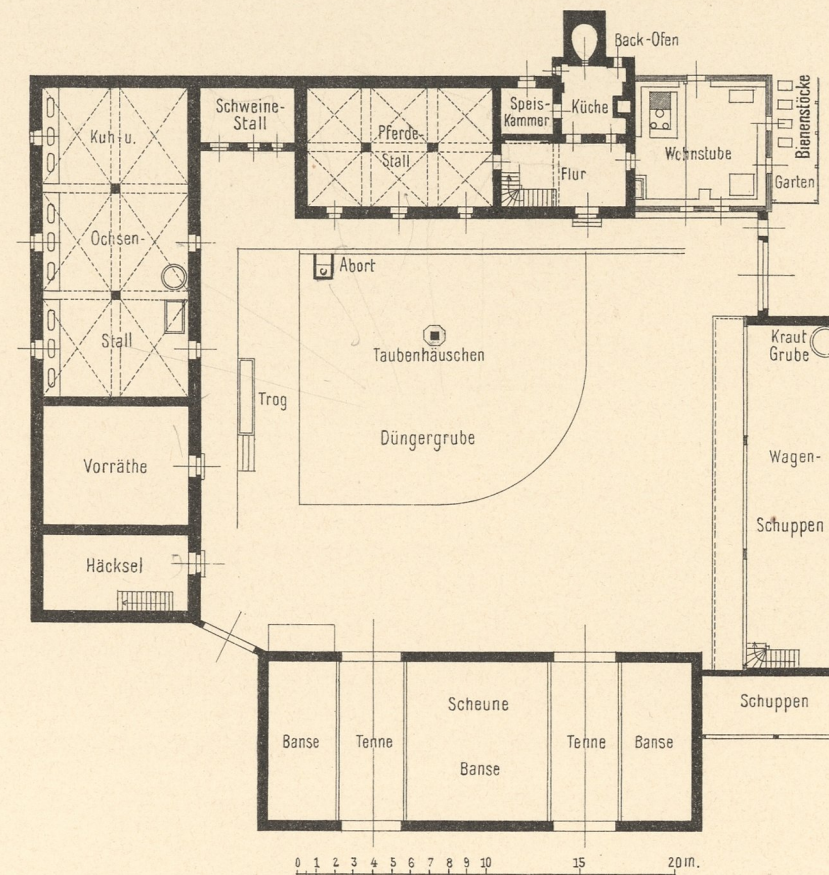 Back-Ofen
Schweine-
Stall
Speis-
Kammer
Küche
Bienenstöcke
Kuh-u.
Pferde-
Stall
Flur
Wohnstube
Garten
Ochsen-
Abort
Stall
Taubenhäuschen
Kraut
Grube
Trog
Düngergrube
Vorräthe
Wagen-
Schuppen
Häcksel
Scheune
Schuppen
Banse
Tenne
Banse
Tenne
Banse
0 1 2 3 4 5 6 7 8 9 10 15 20m.